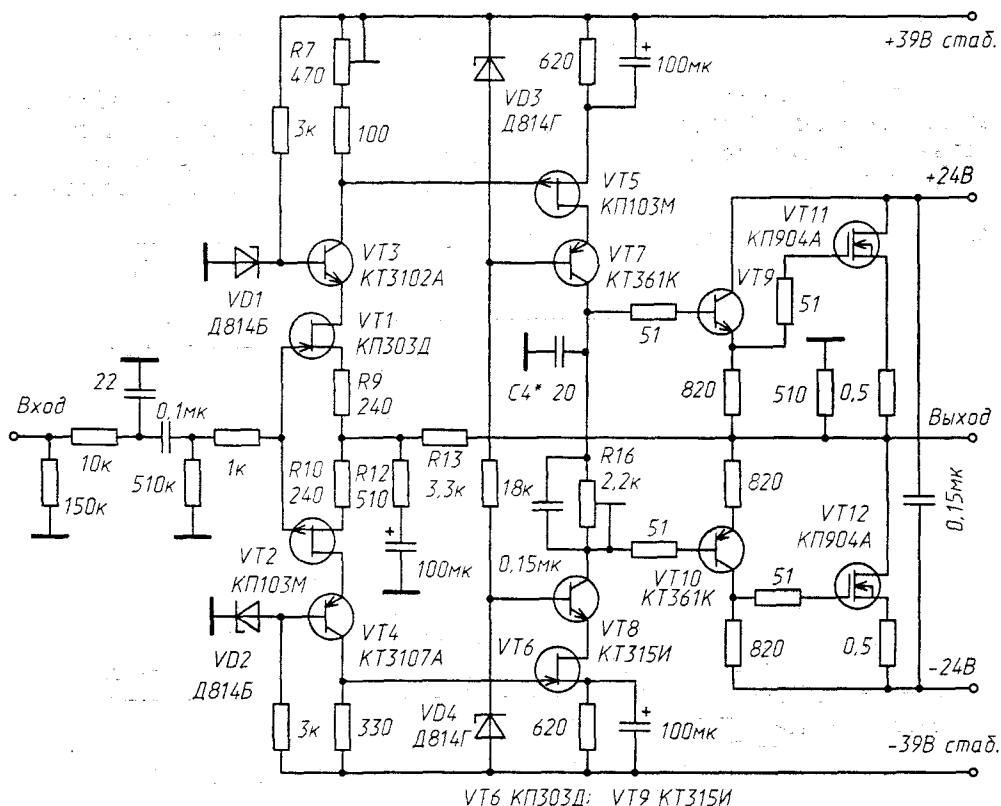 +39В стаб.
R7
470
620
100мк
VD3
Д814Г
3к
100
+24В
VT5
КП103М
VT11
КП904А
VT3
КТ3102А
VT7
КТ361К
VT9
VD1
Д814Б
51
51
VT1
КП303Д
22
C4* 20
820
510
0,5
R9
240
Вход
0,1мк
Выход
10к
1к
R10
240
R12
510
R13
3,3к
R16
2,2к
18к
820
0,15мк
150к
510к
VT12
КП904А
51
VT2
КП103М
100мк
0,15мк
VT10
КТ361К
51
VT4
КТ3107А
VT6
VT8
КТ315И
820
0,5
VD2
Д814Б
-24В
3к
330
VD4
Д814Г
620
100мк
-39В стаб.
VT6 КП303Д; VT9 КТ315И